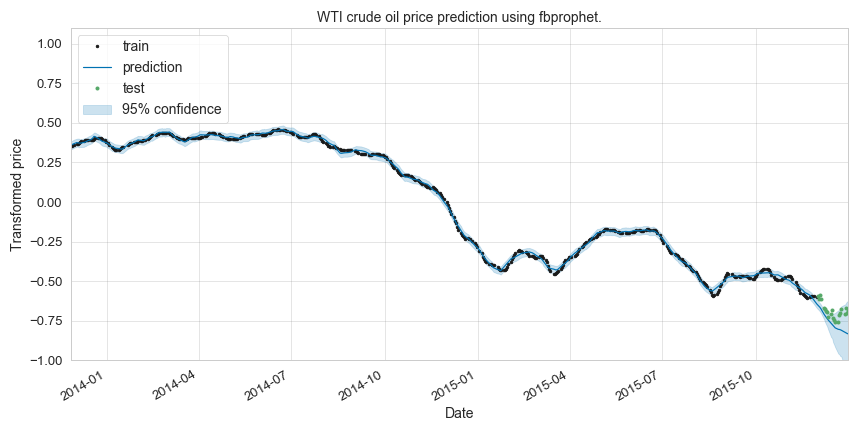 WTI crude oil price prediction using fbprophet.
train
prediction
test
95% confidence
Transformed price
1.00
0.75
0.50
0.25
0.00
−0.25
−0.50
−0.75
−1.00
2014-01
2014-04
2014-07
2014-10
2015-01
2015-04
2015-07
2015-10
Date